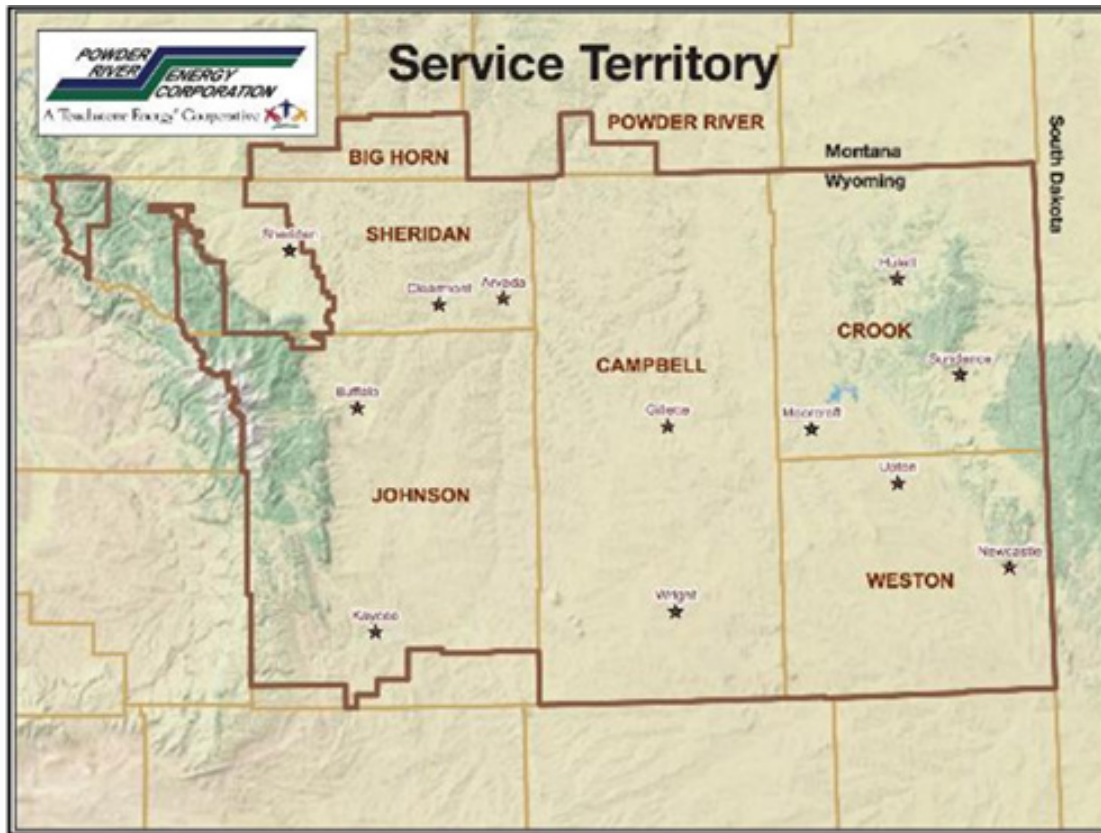 POWDER
RIVER
ENERGY
CORPORATION
A Touchstone Energy® Cooperative
Service Territory
POWDER RIVER
BIG HORN
Montana
Wyoming
South Dakota
Sheridan
SHERIDAN
Hulett
Clearmont
Arvada
CROOK
Sundance
CAMPBELL
Buffalo
Gillette
Moorcroft
Upton
JOHNSON
Newcastle
WESTON
Wright
Kaycee